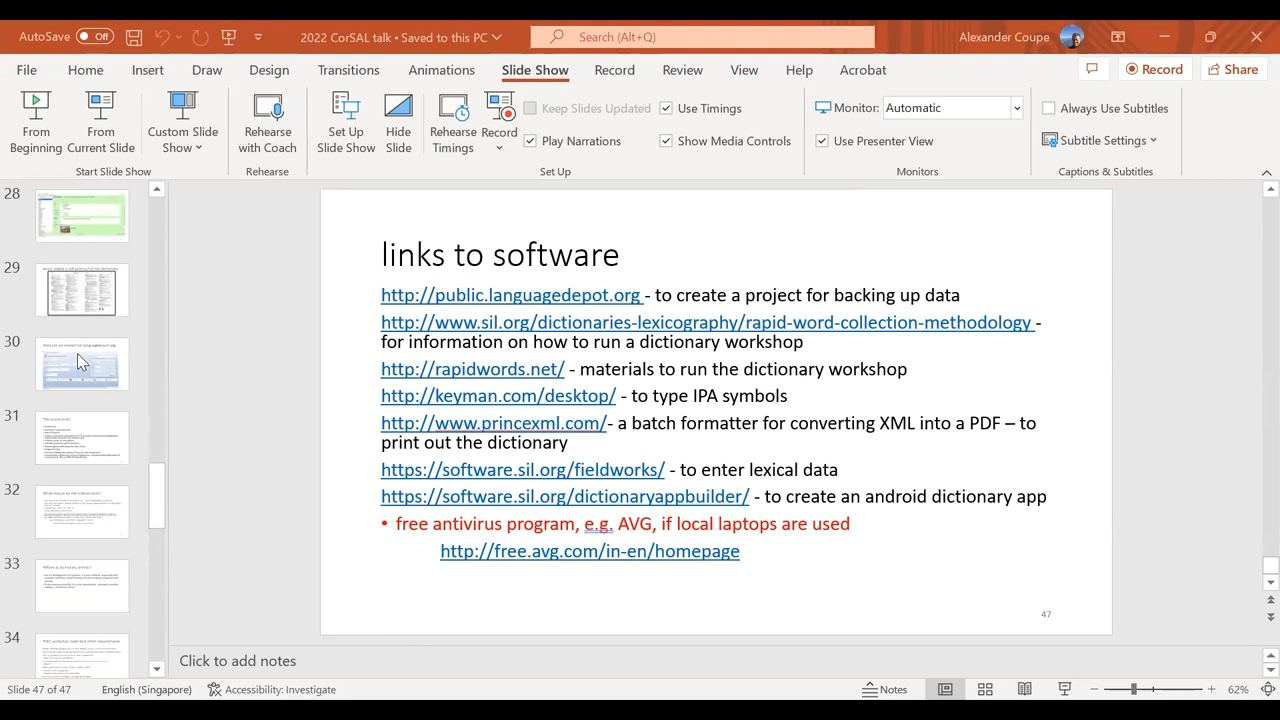 AutoSave Off
2022 CorSAL talk • Saved to this PC
Search (Alt+Q)
Alexander Coupe
File Home Insert Draw Design Transitions Animations Slide Show Record Review View Help Acrobat
Record Share
From Beginning
From Current Slide
Custom Slide Show
Rehearse with Coach
Set Up Slide Show
Hide Slide
Rehearse Timings
Record
Keep Slides Updated
Use Timings
Play Narrations
Show Media Controls
Monitor: Automatic
Use Presenter View
Always Use Subtitles
Subtitle Settings
Start Slide Show
Rehearse
Set Up
Monitors
Captions & Subtitles
28
29
30
31
32
33
34
links to software
http://public.languagedepot.org - to create a project for backing up data
http://www.sil.org/dictionaries-lexicography/rapid-word-collection-methodology -
for information on how to run a dictionary workshop
http://rapidwords.net/ - materials to run the dictionary workshop
http://keyman.com/desktop/ - to type IPA symbols
http://www.princexml.com/- a batch formatter for converting XML into a PDF – to
print out thedictionary
https://software.sil.org/fieldworks/ - to enter lexical data
https://software.sil.org/dictionaryappbuilder/ - to create an android dictionary app
• free antivirus program, e.g. AVG, if local laptops are used
http://free.avg.com/in-en/homepage
47
Click to add notes
Slide 47 of 47 English (Singapore) Accessibility: Investigate Notes 62%